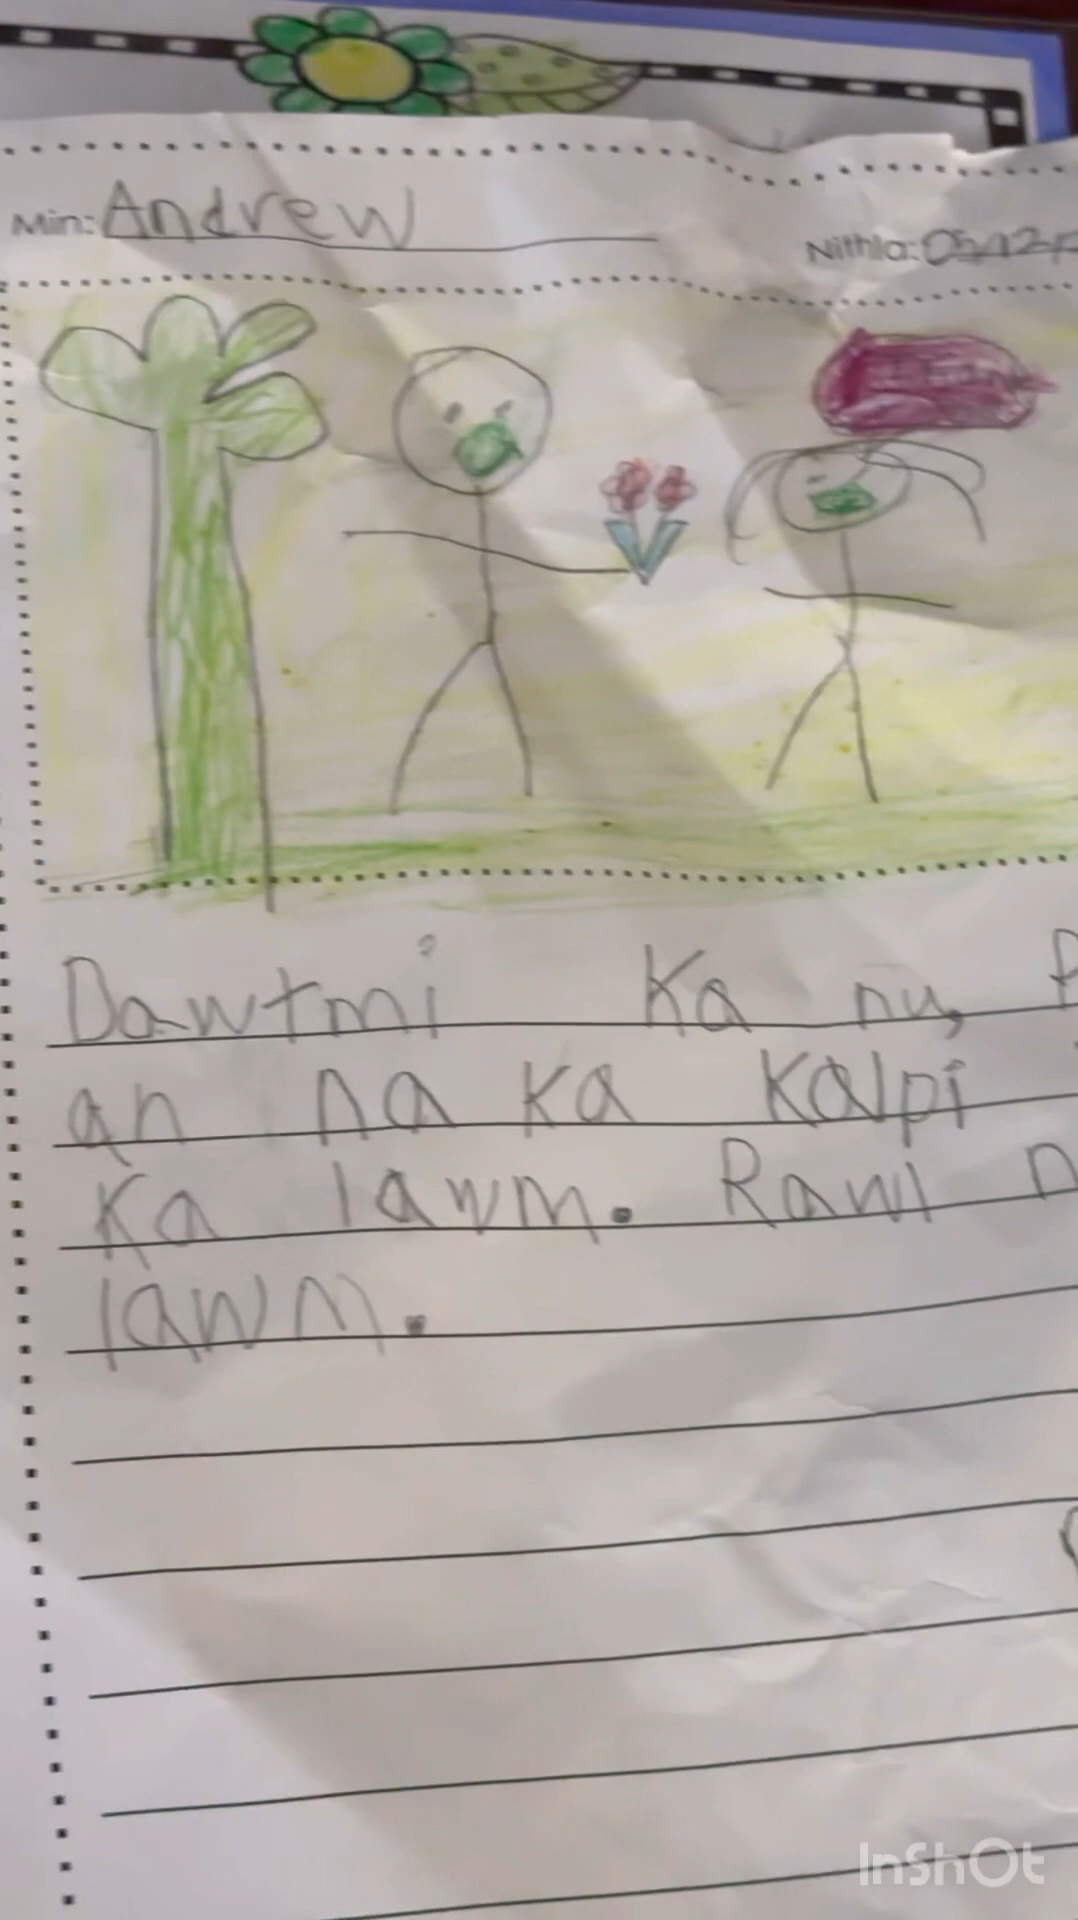 Min: Andrew
Nithla:
Dawtmi Ka nu,
an na Ka Kalpi
Ka lawm. Rawl
lawm.
InShOt